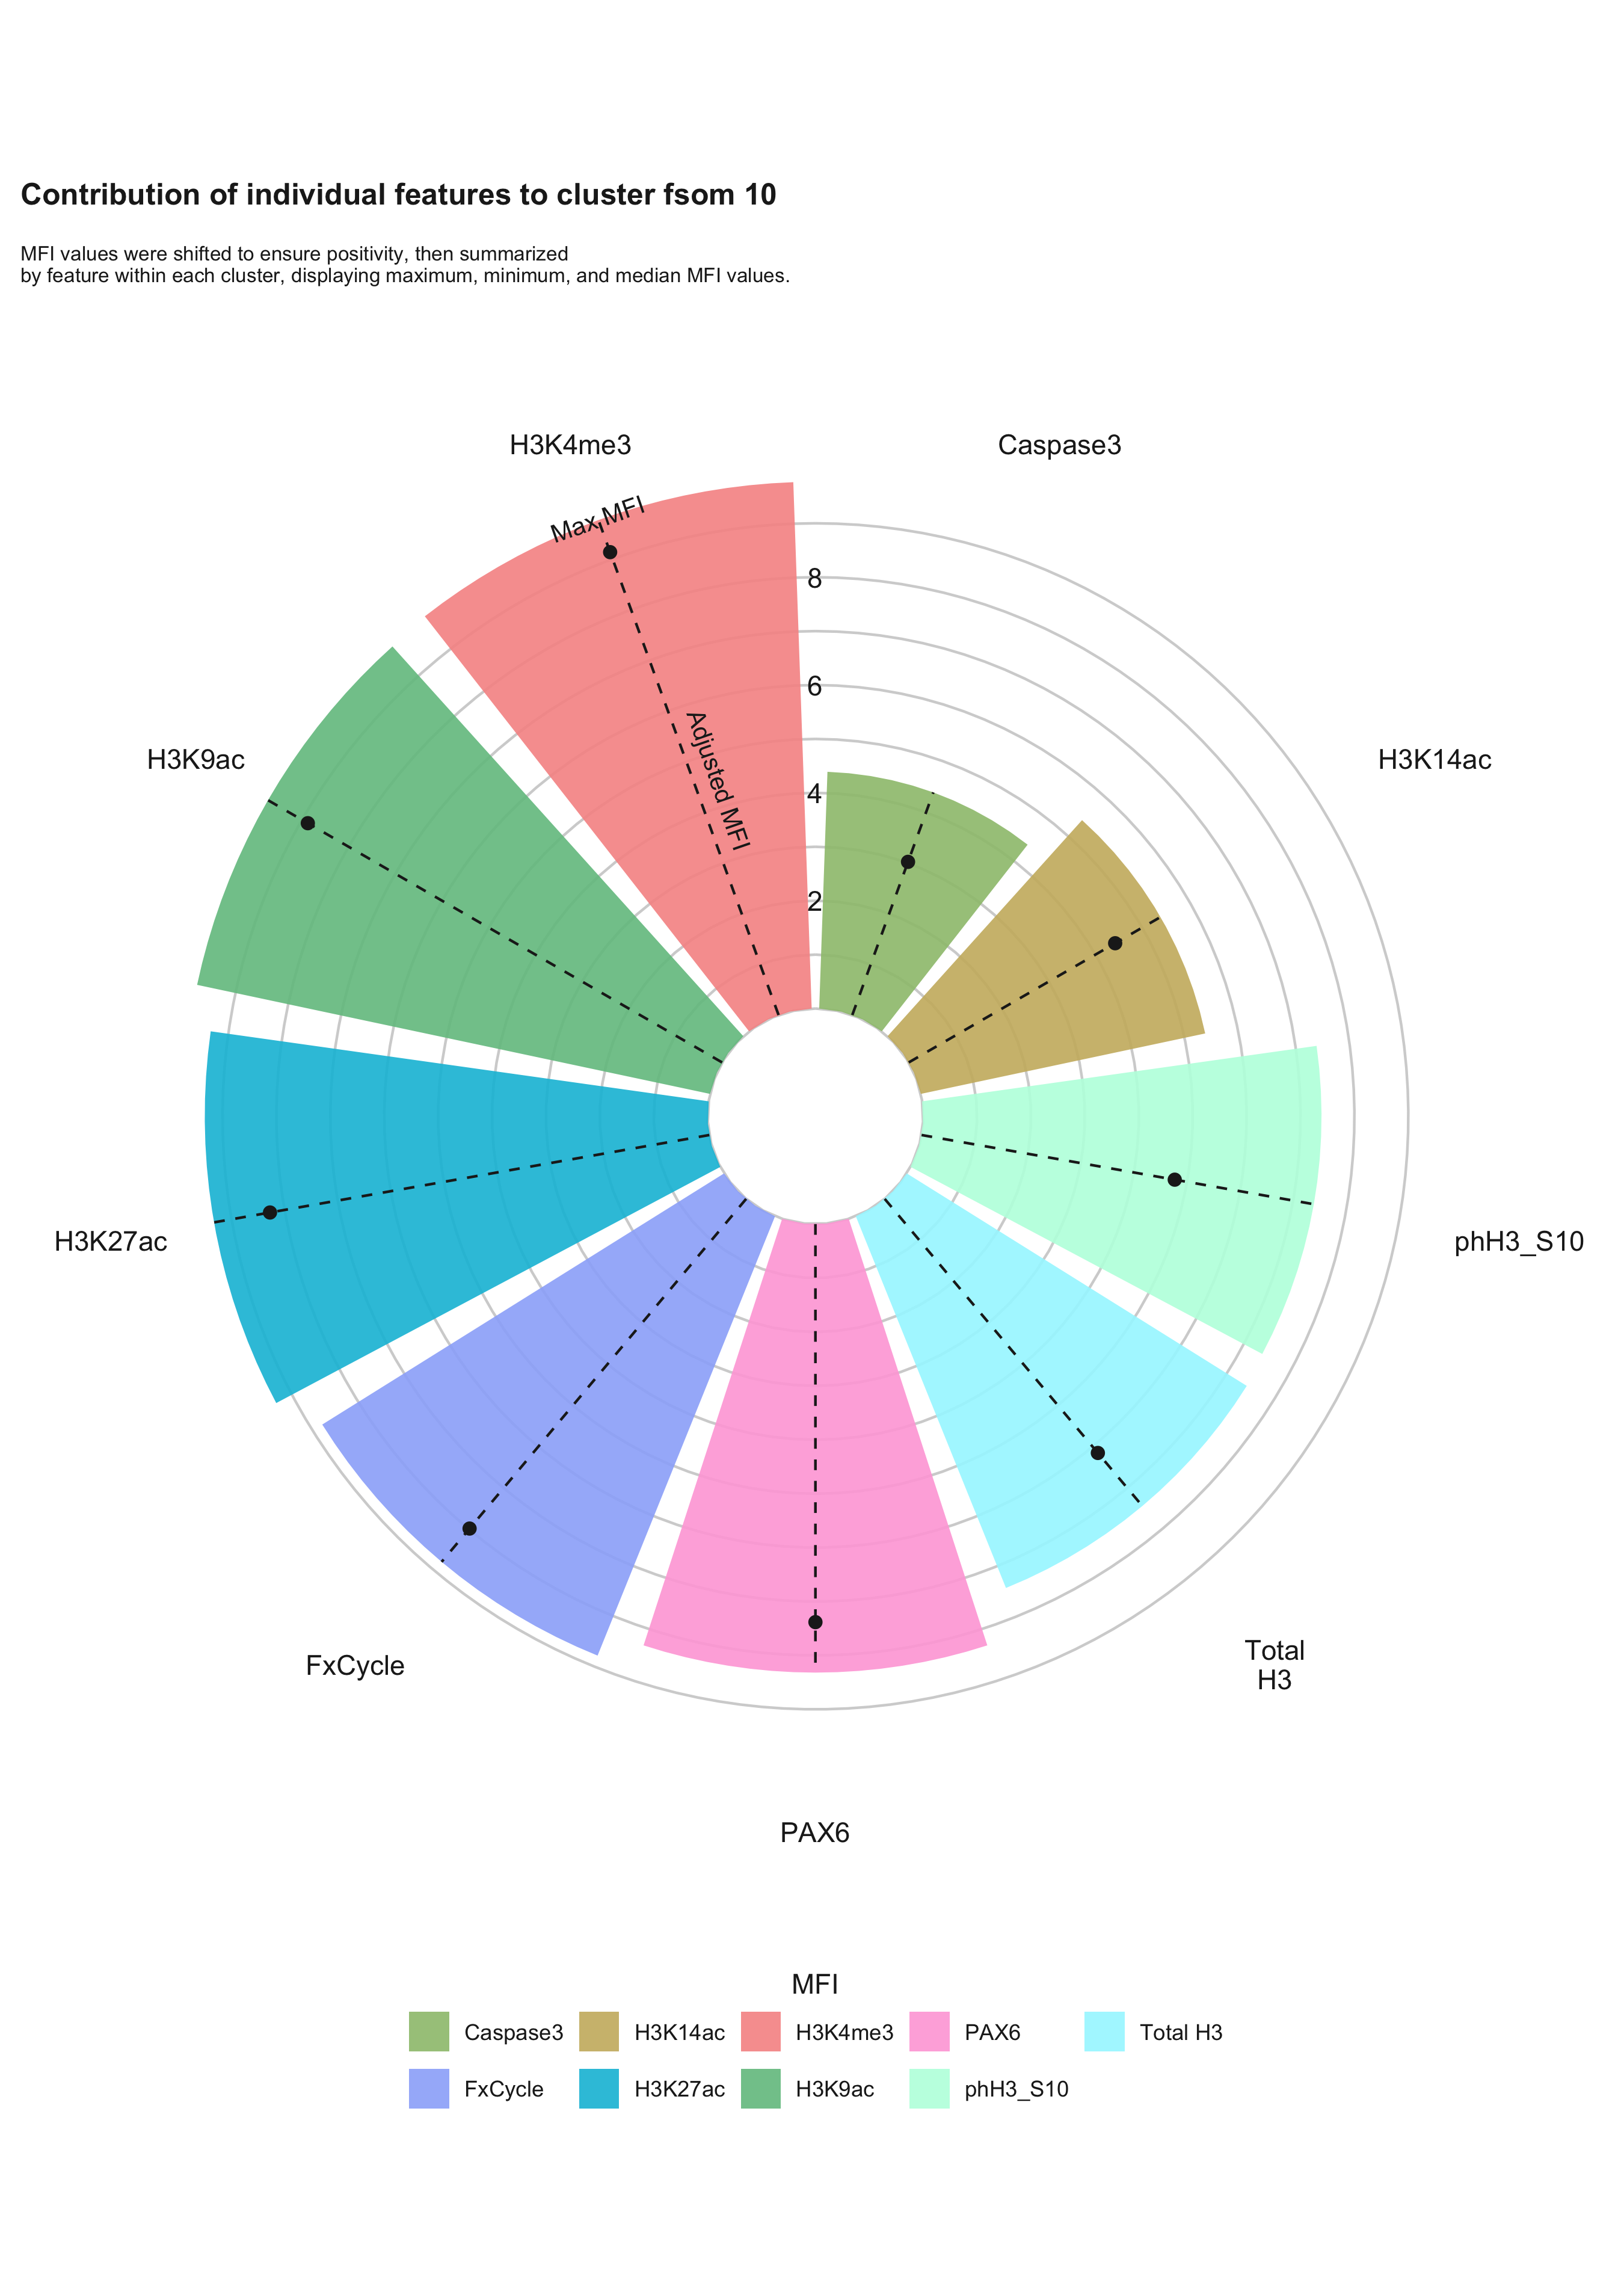 Contribution of individual features to cluster fsom 10
MFI values were shifted to ensure positivity, then summarized
by feature within each cluster, displaying maximum, minimum, and median MFI values.
H3K4me3
Caspase3
Max MFI
8
6
Adjusted MFI
H3K9ac
H3K14ac
4
2
H3K27ac
phH3_S10
FxCycle
Total
H3
PAX6
MFI
Caspase3
H3K14ac
H3K4me3
PAX6
Total H3
FxCycle
H3K27ac
H3K9ac
phH3_S10